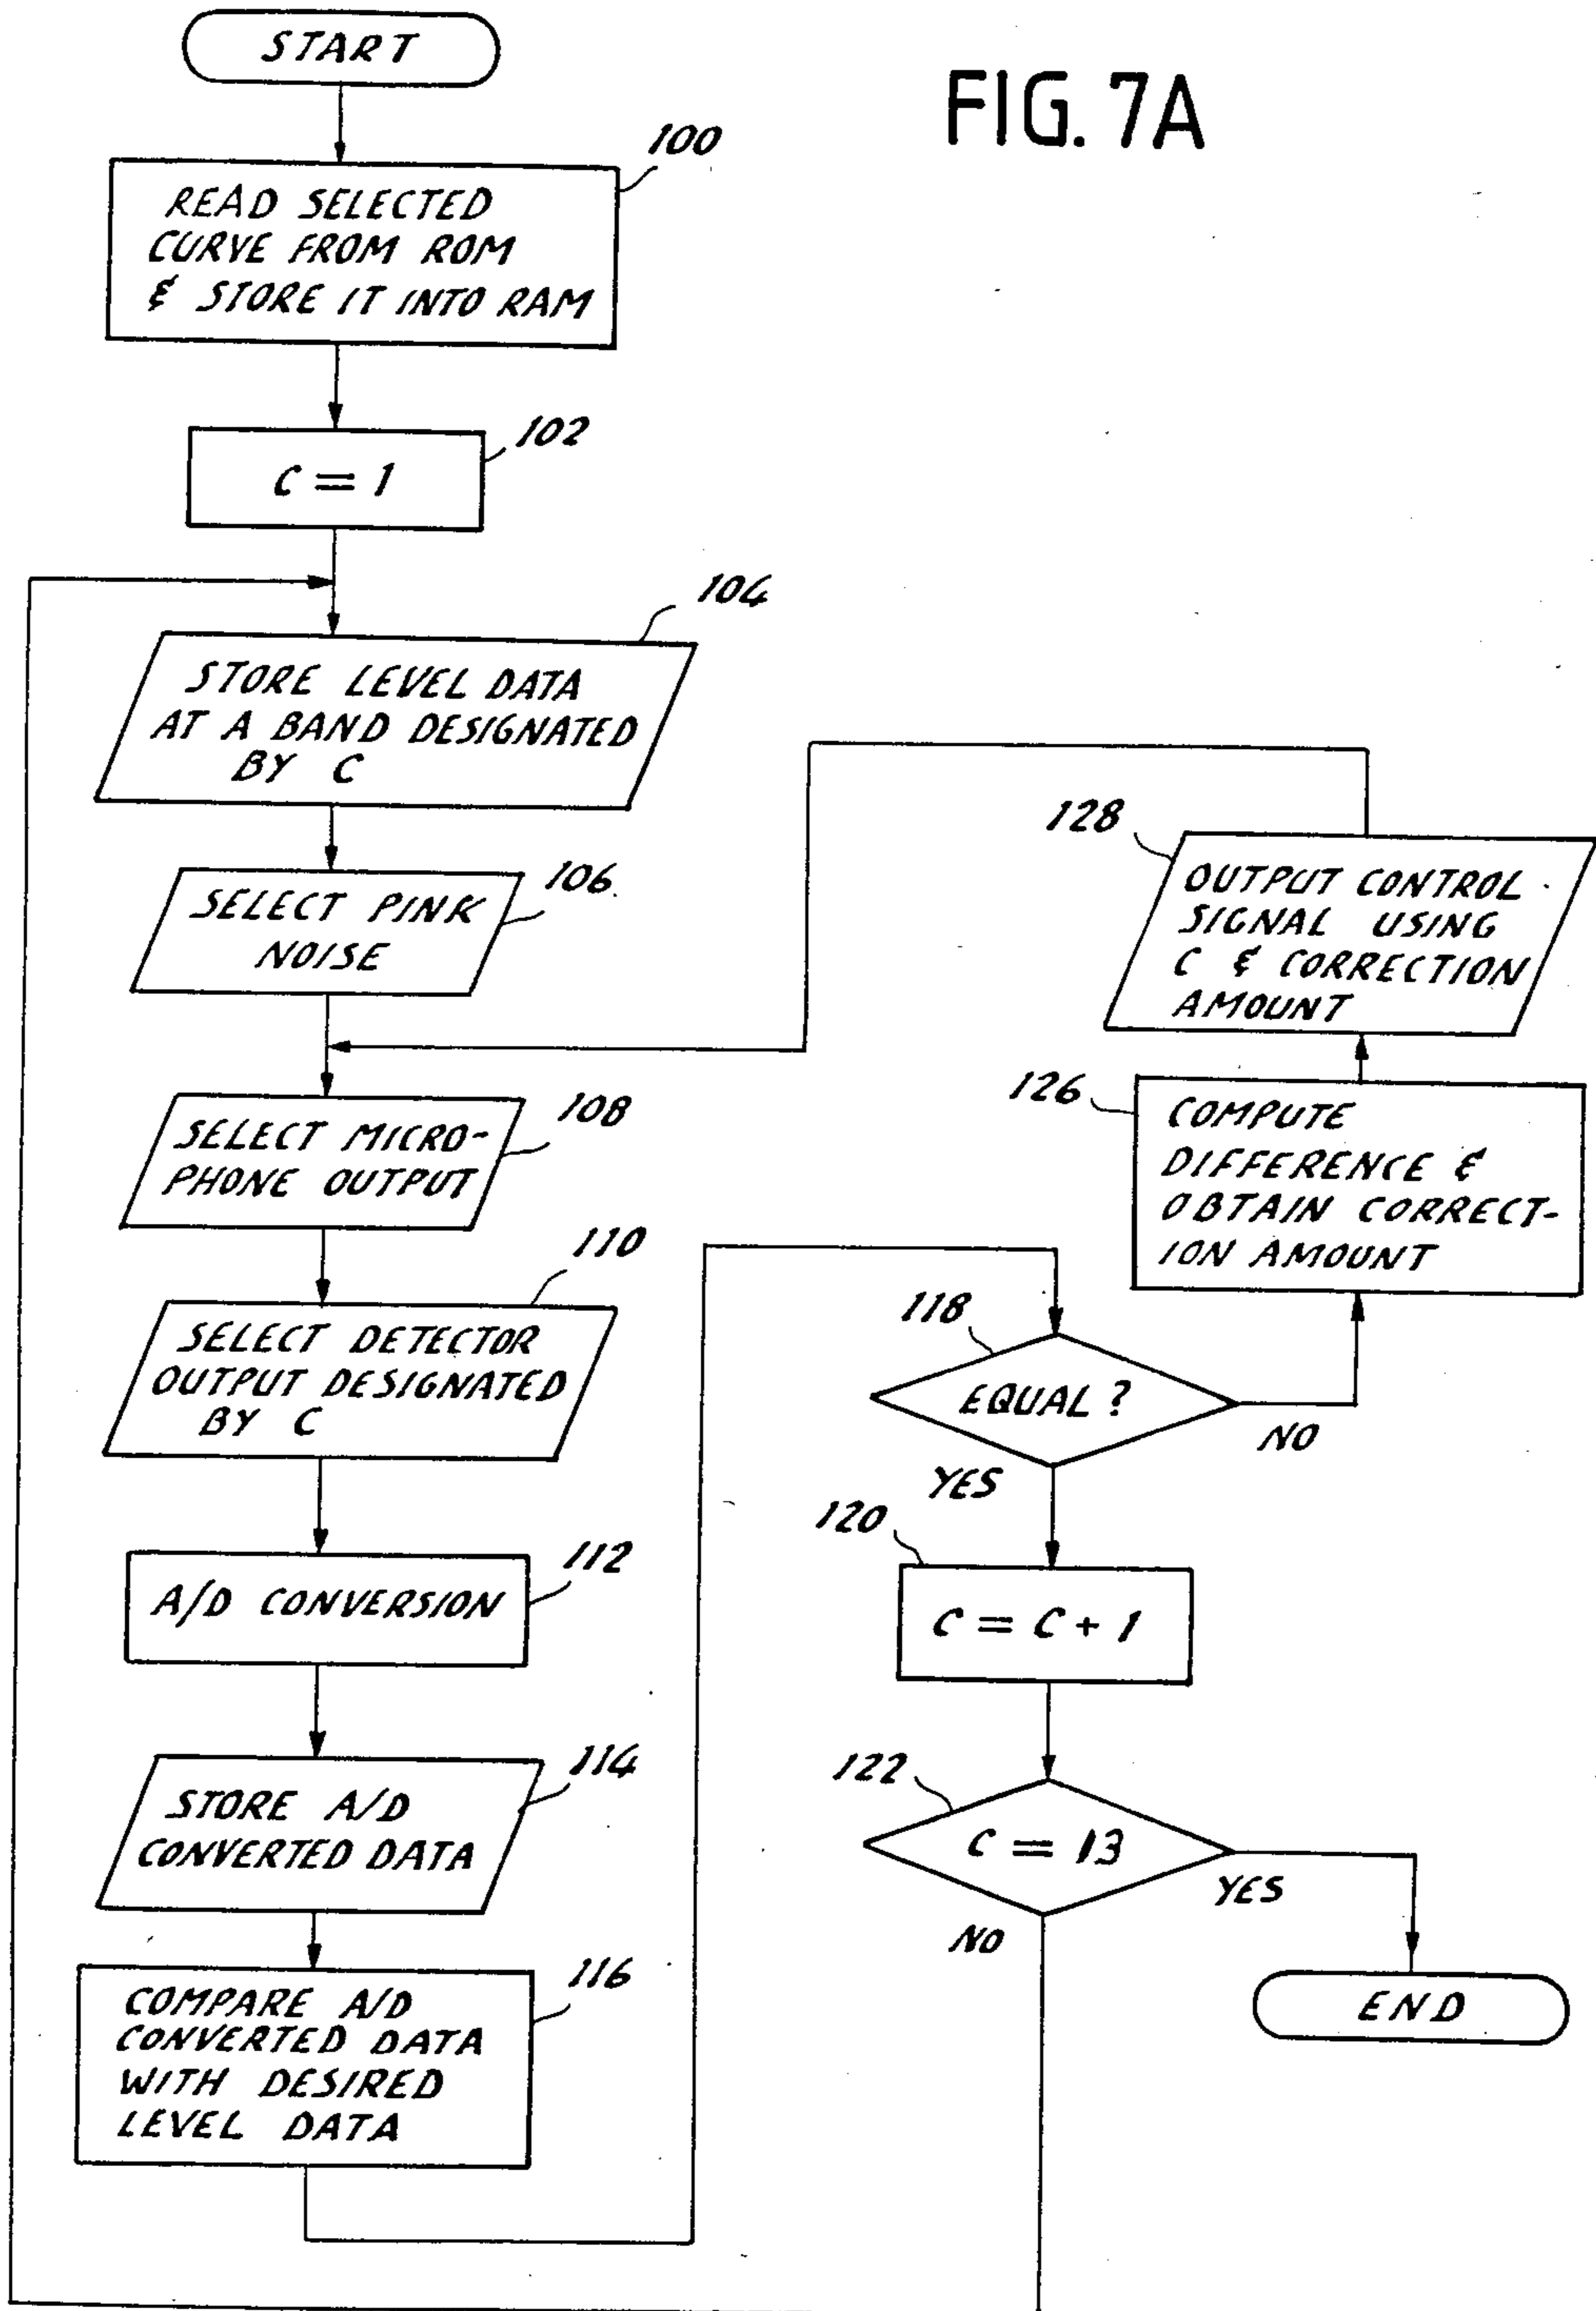 START
FIG. 7A
100
READ SELECTED
CURVE FROM ROM
& STORE IT INTO RAM
102
C = 1
104
STORE LEVEL DATA
AT A BAND DESIGNATED
BY C
106
SELECT PINK
NOISE
108
SELECT MICRO-
PHONE OUTPUT
110
SELECT DETECTOR
OUTPUT DESIGNATED
BY C
112
A/D CONVERSION
114
STORE A/D
CONVERTED DATA
116
COMPARE A/D
CONVERTED DATA
WITH DESIRED
LEVEL DATA
118
EQUAL?
NO
YES
126
COMPUTE
DIFFERENCE &
OBTAIN CORRECT-
ION AMOUNT
128
OUTPUT CONTROL
SIGNAL USING
C & CORRECTION
AMOUNT
120
C = C + 1
122
C = 13
YES
NO
END